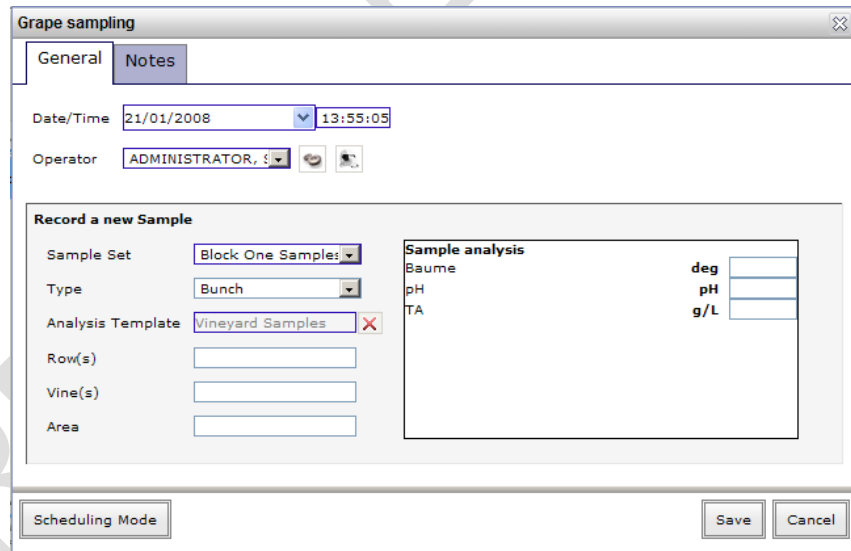 Grape sampling
General Notes
Date/Time 21/01/2008 13:55:05
Operator ADMINISTRATOR,
Record a new Sample
Sample Set Block One Samples
Type Bunch
Analysis Template Vineyard Samples
Row(s)
Vine(s)
Area
Sample analysis
Baume deg
pH pH
TA g/L
Scheduling Mode Save Cancel